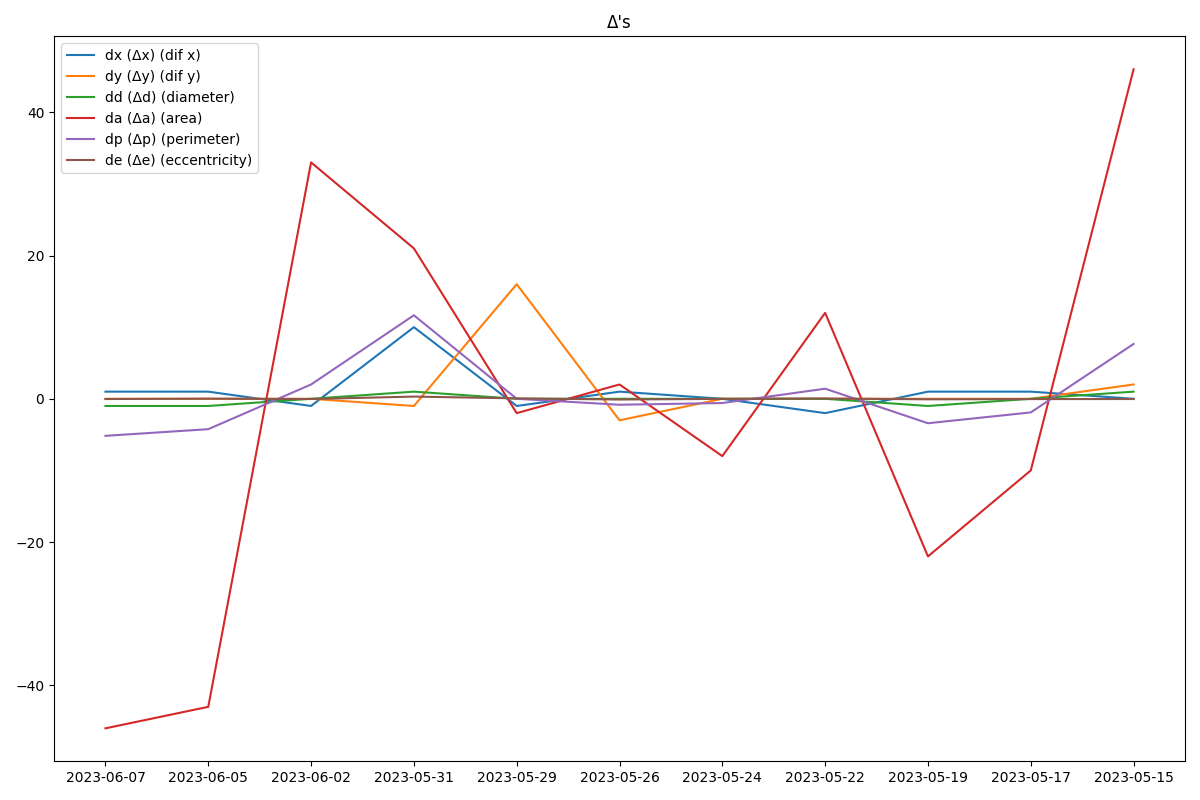 Δ's
dx (Δx) (dif x)
dy (Δy) (dif y)
dd (Δd) (diameter)
da (Δa) (area)
dp (Δp) (perimeter)
de (Δe) (eccentricity)
40
20
0
−20
−40
2023-06-07 2023-06-05 2023-06-02 2023-05-31 2023-05-29 2023-05-26 2023-05-24 2023-05-22 2023-05-19 2023-05-17 2023-05-15